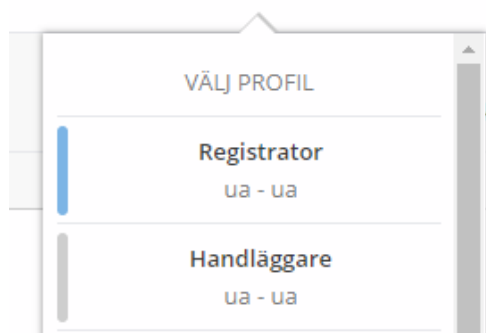 VÄLJ PROFIL
Registrator
ua - ua
Handläggare
ua - ua